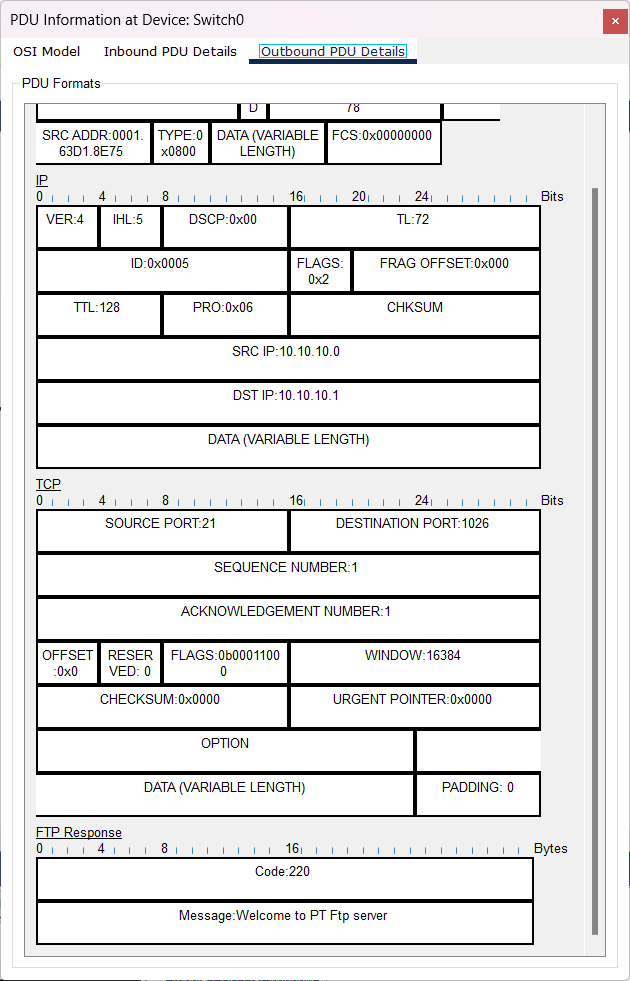 PDU Information at Device: Switch0
OSI Model Inbound PDU Details Outbound PDU Details
PDU Formats
D 78
SRC ADDR:0001. TYPE:0 DATA (VARIABLE FCS:0x00000000
63D1.8E75 x0800 LENGTH)
IP
0 4 8 16 20 24 Bits
VER:4 IHL:5 DSCP:0x00 TL:72
ID:0x0005 FLAGS: FRAG OFFSET:0x000
0x2
TTL:128 PRO:0x06 CHKSUM
SRC IP:10.10.10.0
DST IP:10.10.10.1
DATA (VARIABLE LENGTH)
TCP
0 4 8 16 24 Bits
SOURCE PORT:21 DESTINATION PORT:1026
SEQUENCE NUMBER:1
ACKNOWLEDGEMENT NUMBER:1
OFFSET RESER FLAGS:0b0001100 WINDOW:16384
:0x0 VED: 0 0
CHECKSUM:0x0000 URGENT POINTER:0x0000
OPTION
DATA (VARIABLE LENGTH) PADDING: 0
FTP Response
0 4 8 16 Bytes
Code:220
Message:Welcome to PT Ftp server